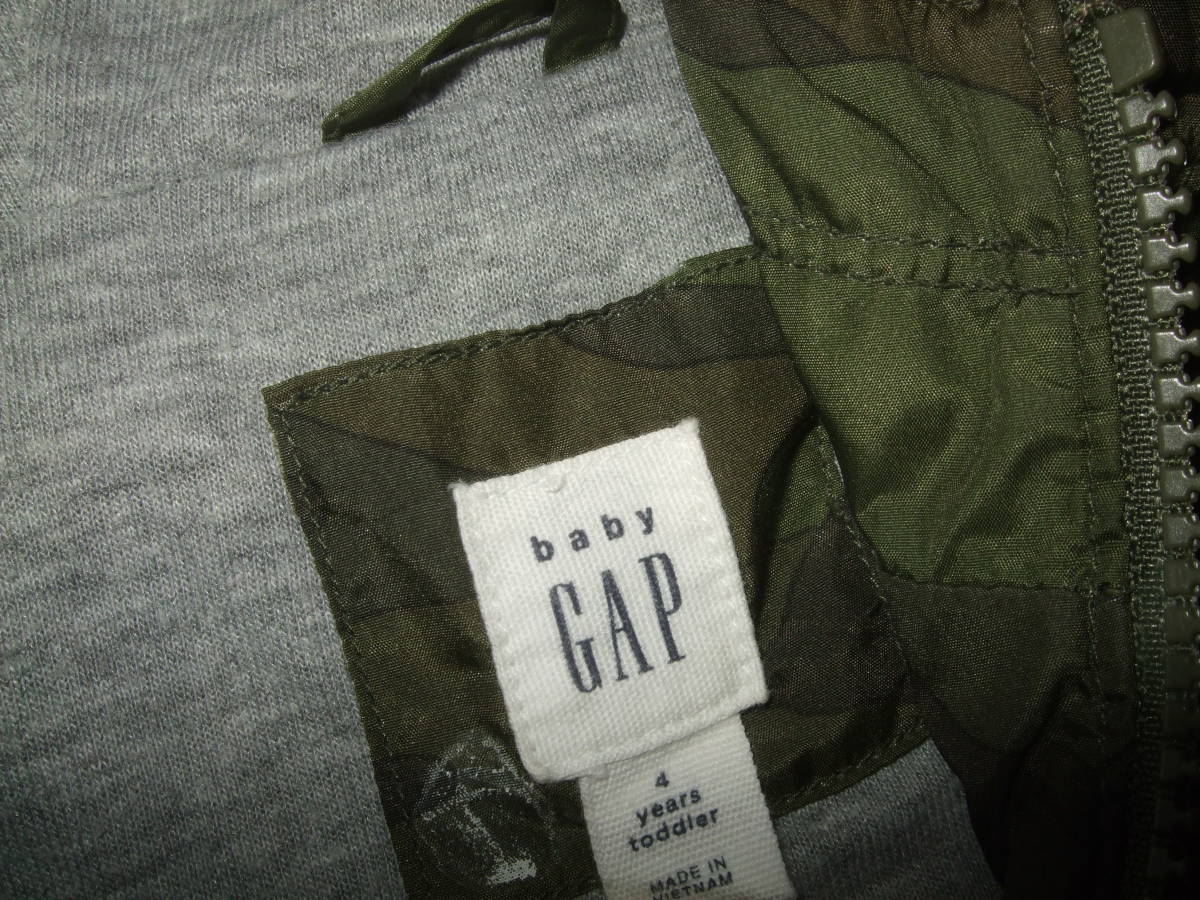 baby
GAP
4
years
toddler
MADE IN
VIETNAM